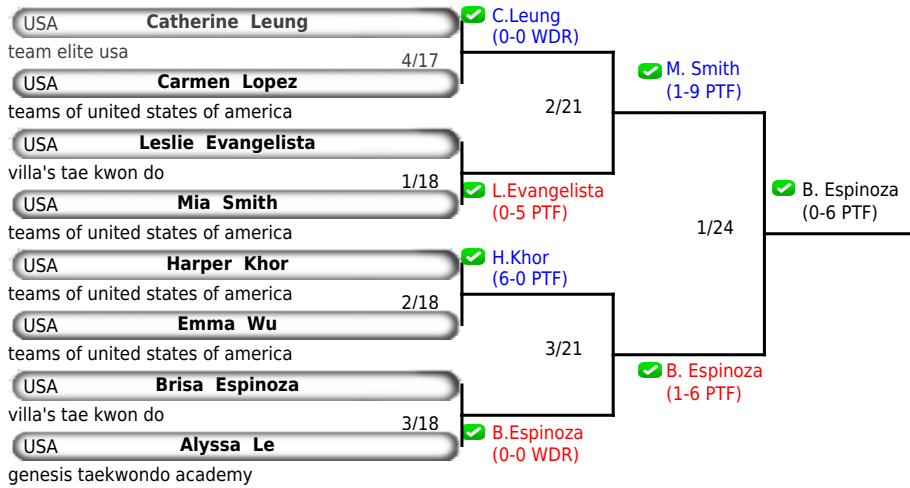 USA Catherine Leung
team elite usa
4/17
USA Carmen Lopez
teams of united states of america
C.Leung
(0-0 WDR)
2/21
USA Leslie Evangelista
villa's tae kwon do
1/18
USA Mia Smith
teams of united states of america
L.Evangelista
(0-5 PTF)
M. Smith
(1-9 PTF)
1/24
B. Espinoza
(0-6 PTF)
USA Harper Khor
teams of united states of america
2/18
USA Emma Wu
teams of united states of america
H.Khor
(6-0 PTF)
3/21
USA Brisa Espinoza
villa's tae kwon do
3/18
USA Alyssa Le
genesis taekwondo academy
B.Espinoza
(0-0 WDR)
B. Espinoza
(1-6 PTF)